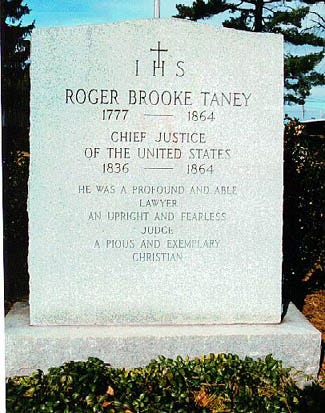 I H S
ROGER BROOKE TANEY
1777 — 1864
CHIEF JUSTICE
OF THE UNITED STATES
1836 — 1864
HE WAS A PROFOUND AND ABLE
LAWYER
AN UPRIGHT AND FEARLESS
JUDGE
A PIOUS AND EXEMPLARY
CHRISTIAN